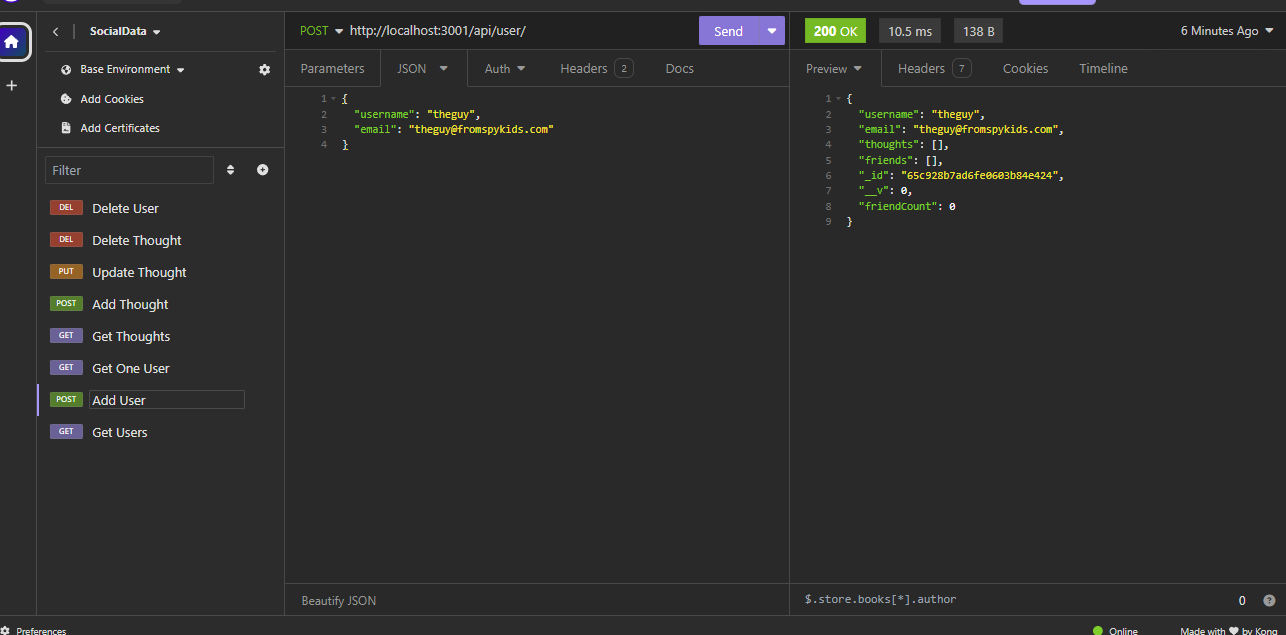 SocialData
Base Environment
Add Cookies
Add Certificates
Filter
DEL Delete User
DEL Delete Thought
PUT Update Thought
POST Add Thought
GET Get Thoughts
GET Get One User
POST Add User
GET Get Users
POST http://localhost:3001/api/user/ Send
Parameters JSON Auth Headers 2 Docs
1 {
2 "username": "theguy",
3 "email": "theguy@fromspykids.com"
4 }
Beautify JSON
200 OK 10.5 ms 138 B 6 Minutes Ago
Preview Headers 7 Cookies Timeline
1 {
2 "username": "theguy",
3 "email": "theguy@fromspykids.com",
4 "thoughts": [],
5 "friends": [],
6 "_id": "65c928b7ad6fe0603b84e424",
7 "__v": 0,
8 "friendCount": 0
9 }
$.store.books[*].author 0 ?
Preferences Online Made with ♥ by Kong